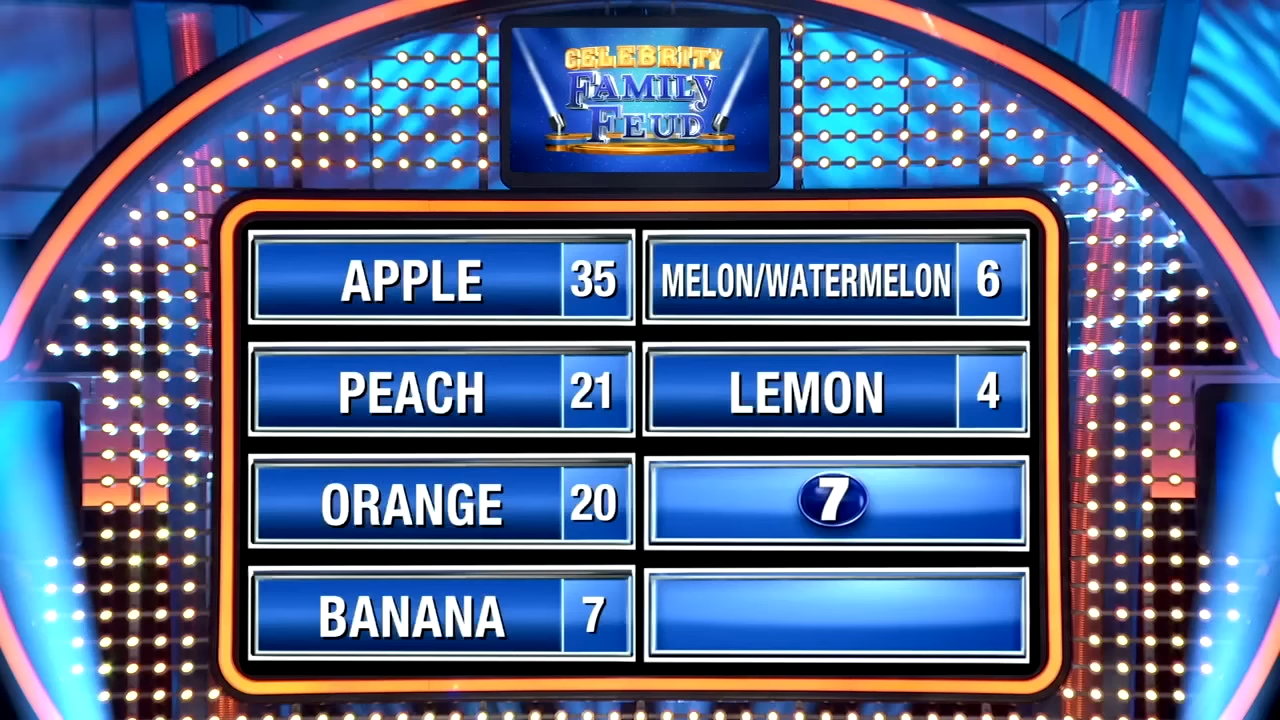 CELEBRITY
FAMILY
FEUD
APPLE 35
PEACH 21
ORANGE 20
BANANA 7
MELON/WATERMELON 6
LEMON 4
7